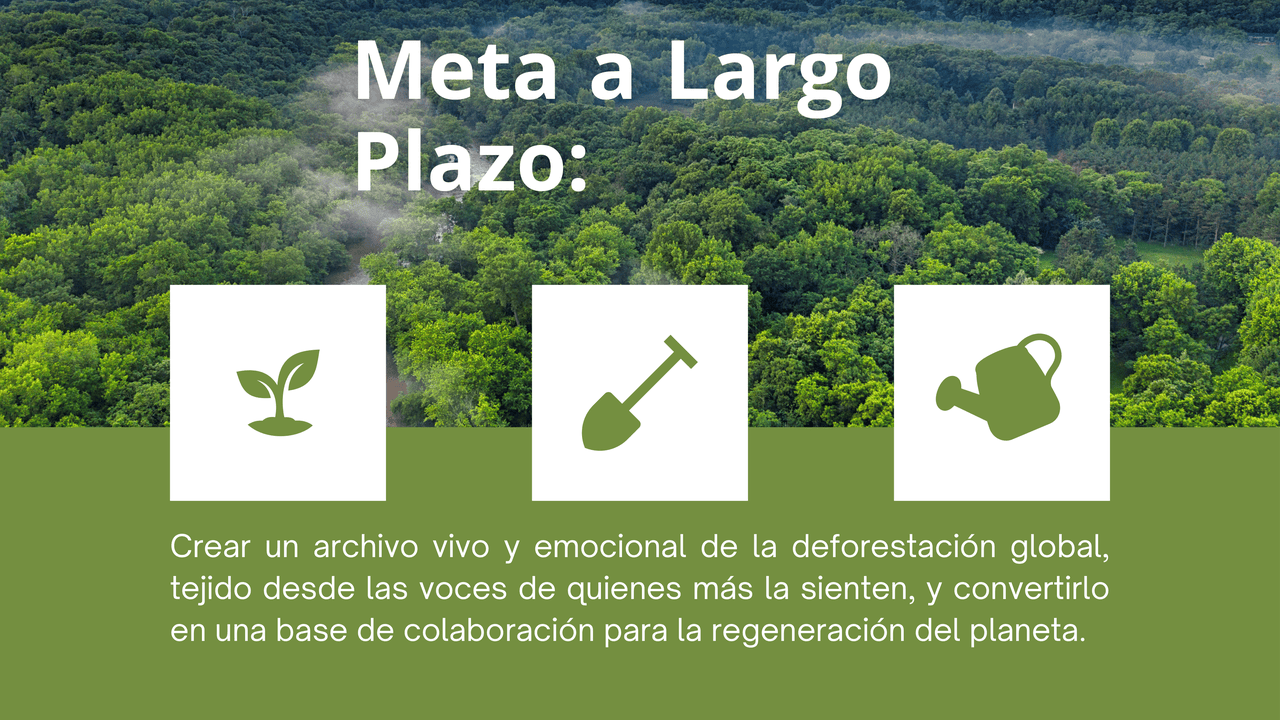 Meta a Largo
Plazo:
Crear un archivo vivo y emocional de la deforestación global,
tejido desde las voces de quienes más la sienten, y convertirlo
en una base de colaboración para la regeneración del planeta.